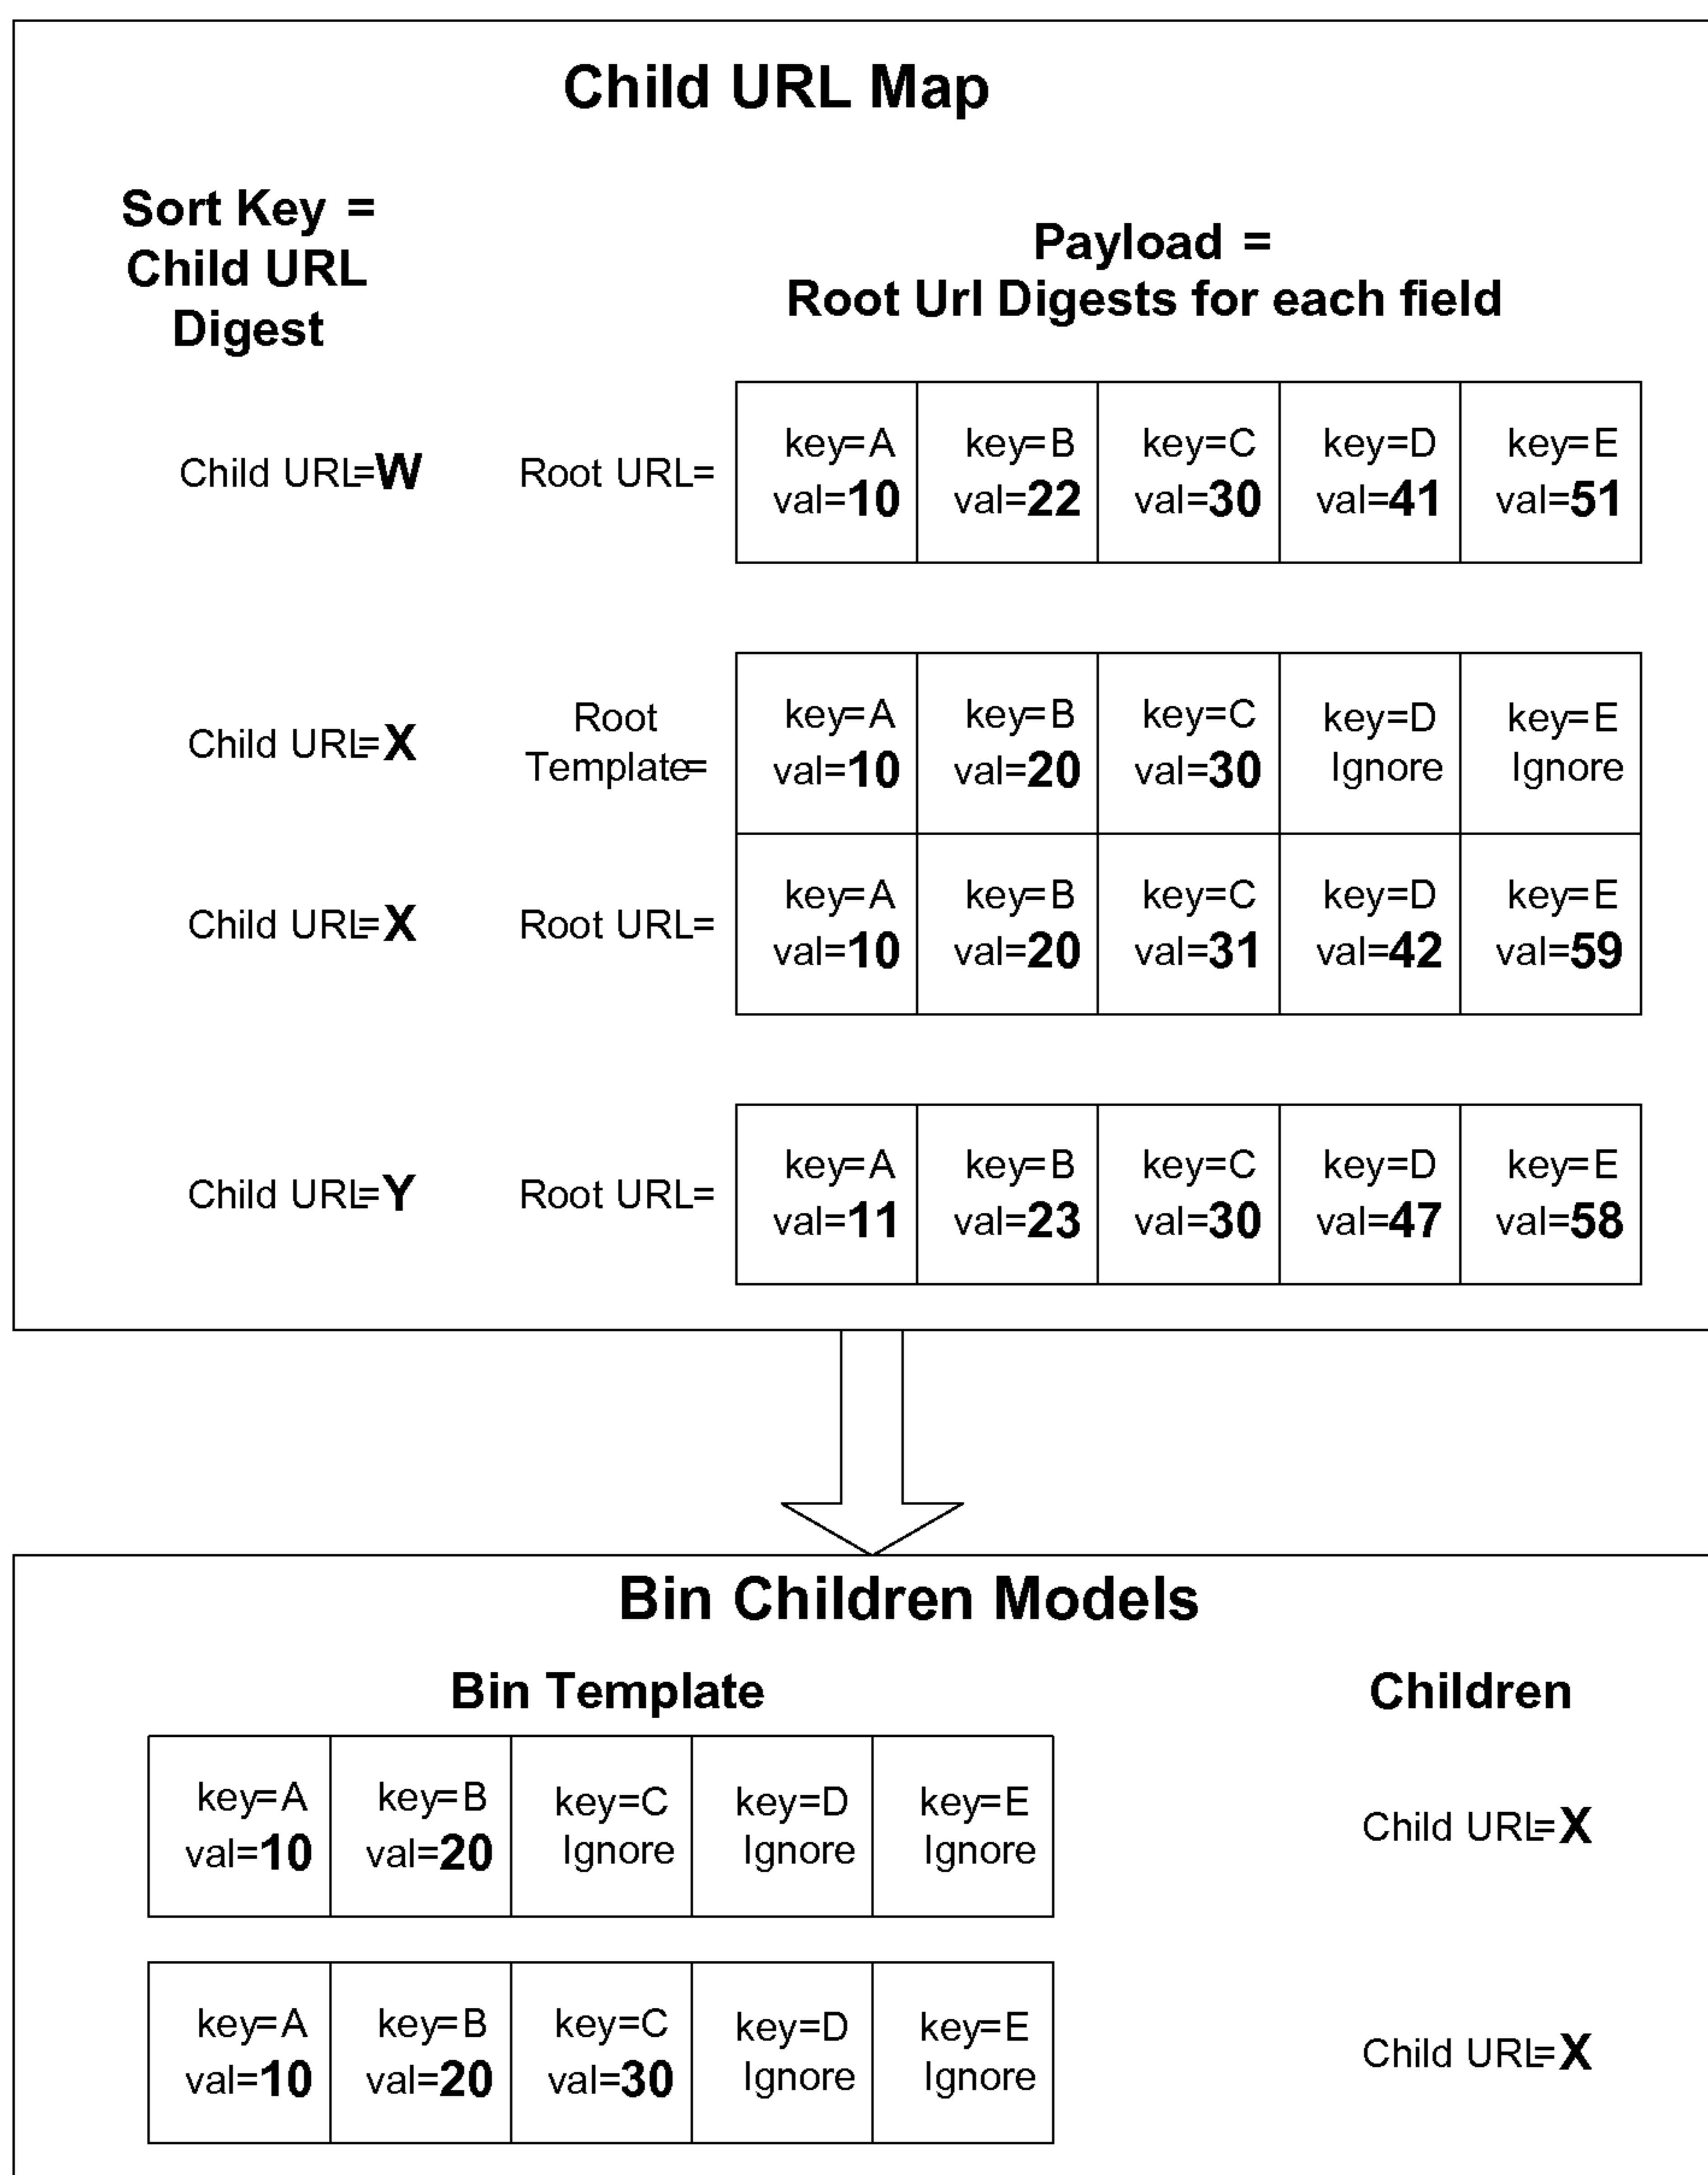 Child URL Map
Sort Key =
Child URL
Digest
Payload =
Root Url Digests for each field
Child URL=W
Root URL=
key=A
val=10
key=B
val=22
key=C
val=30
key=D
val=41
key=E
val=51
Child URL=X
Root
Template=
key=A
val=10
key=B
val=20
key=C
val=30
key=D
Ignore
key=E
Ignore
Child URL=X
Root URL=
key=A
val=10
key=B
val=20
key=C
val=31
key=D
val=42
key=E
val=59
Child URL=Y
Root URL=
key=A
val=11
key=B
val=23
key=C
val=30
key=D
val=47
key=E
val=58
Bin Children Models
Bin Template
Children
key=A
val=10
key=B
val=20
key=C
Ignore
key=D
Ignore
key=E
Ignore
Child URL=X
key=A
val=10
key=B
val=20
key=C
val=30
key=D
Ignore
key=E
Ignore
Child URL=X